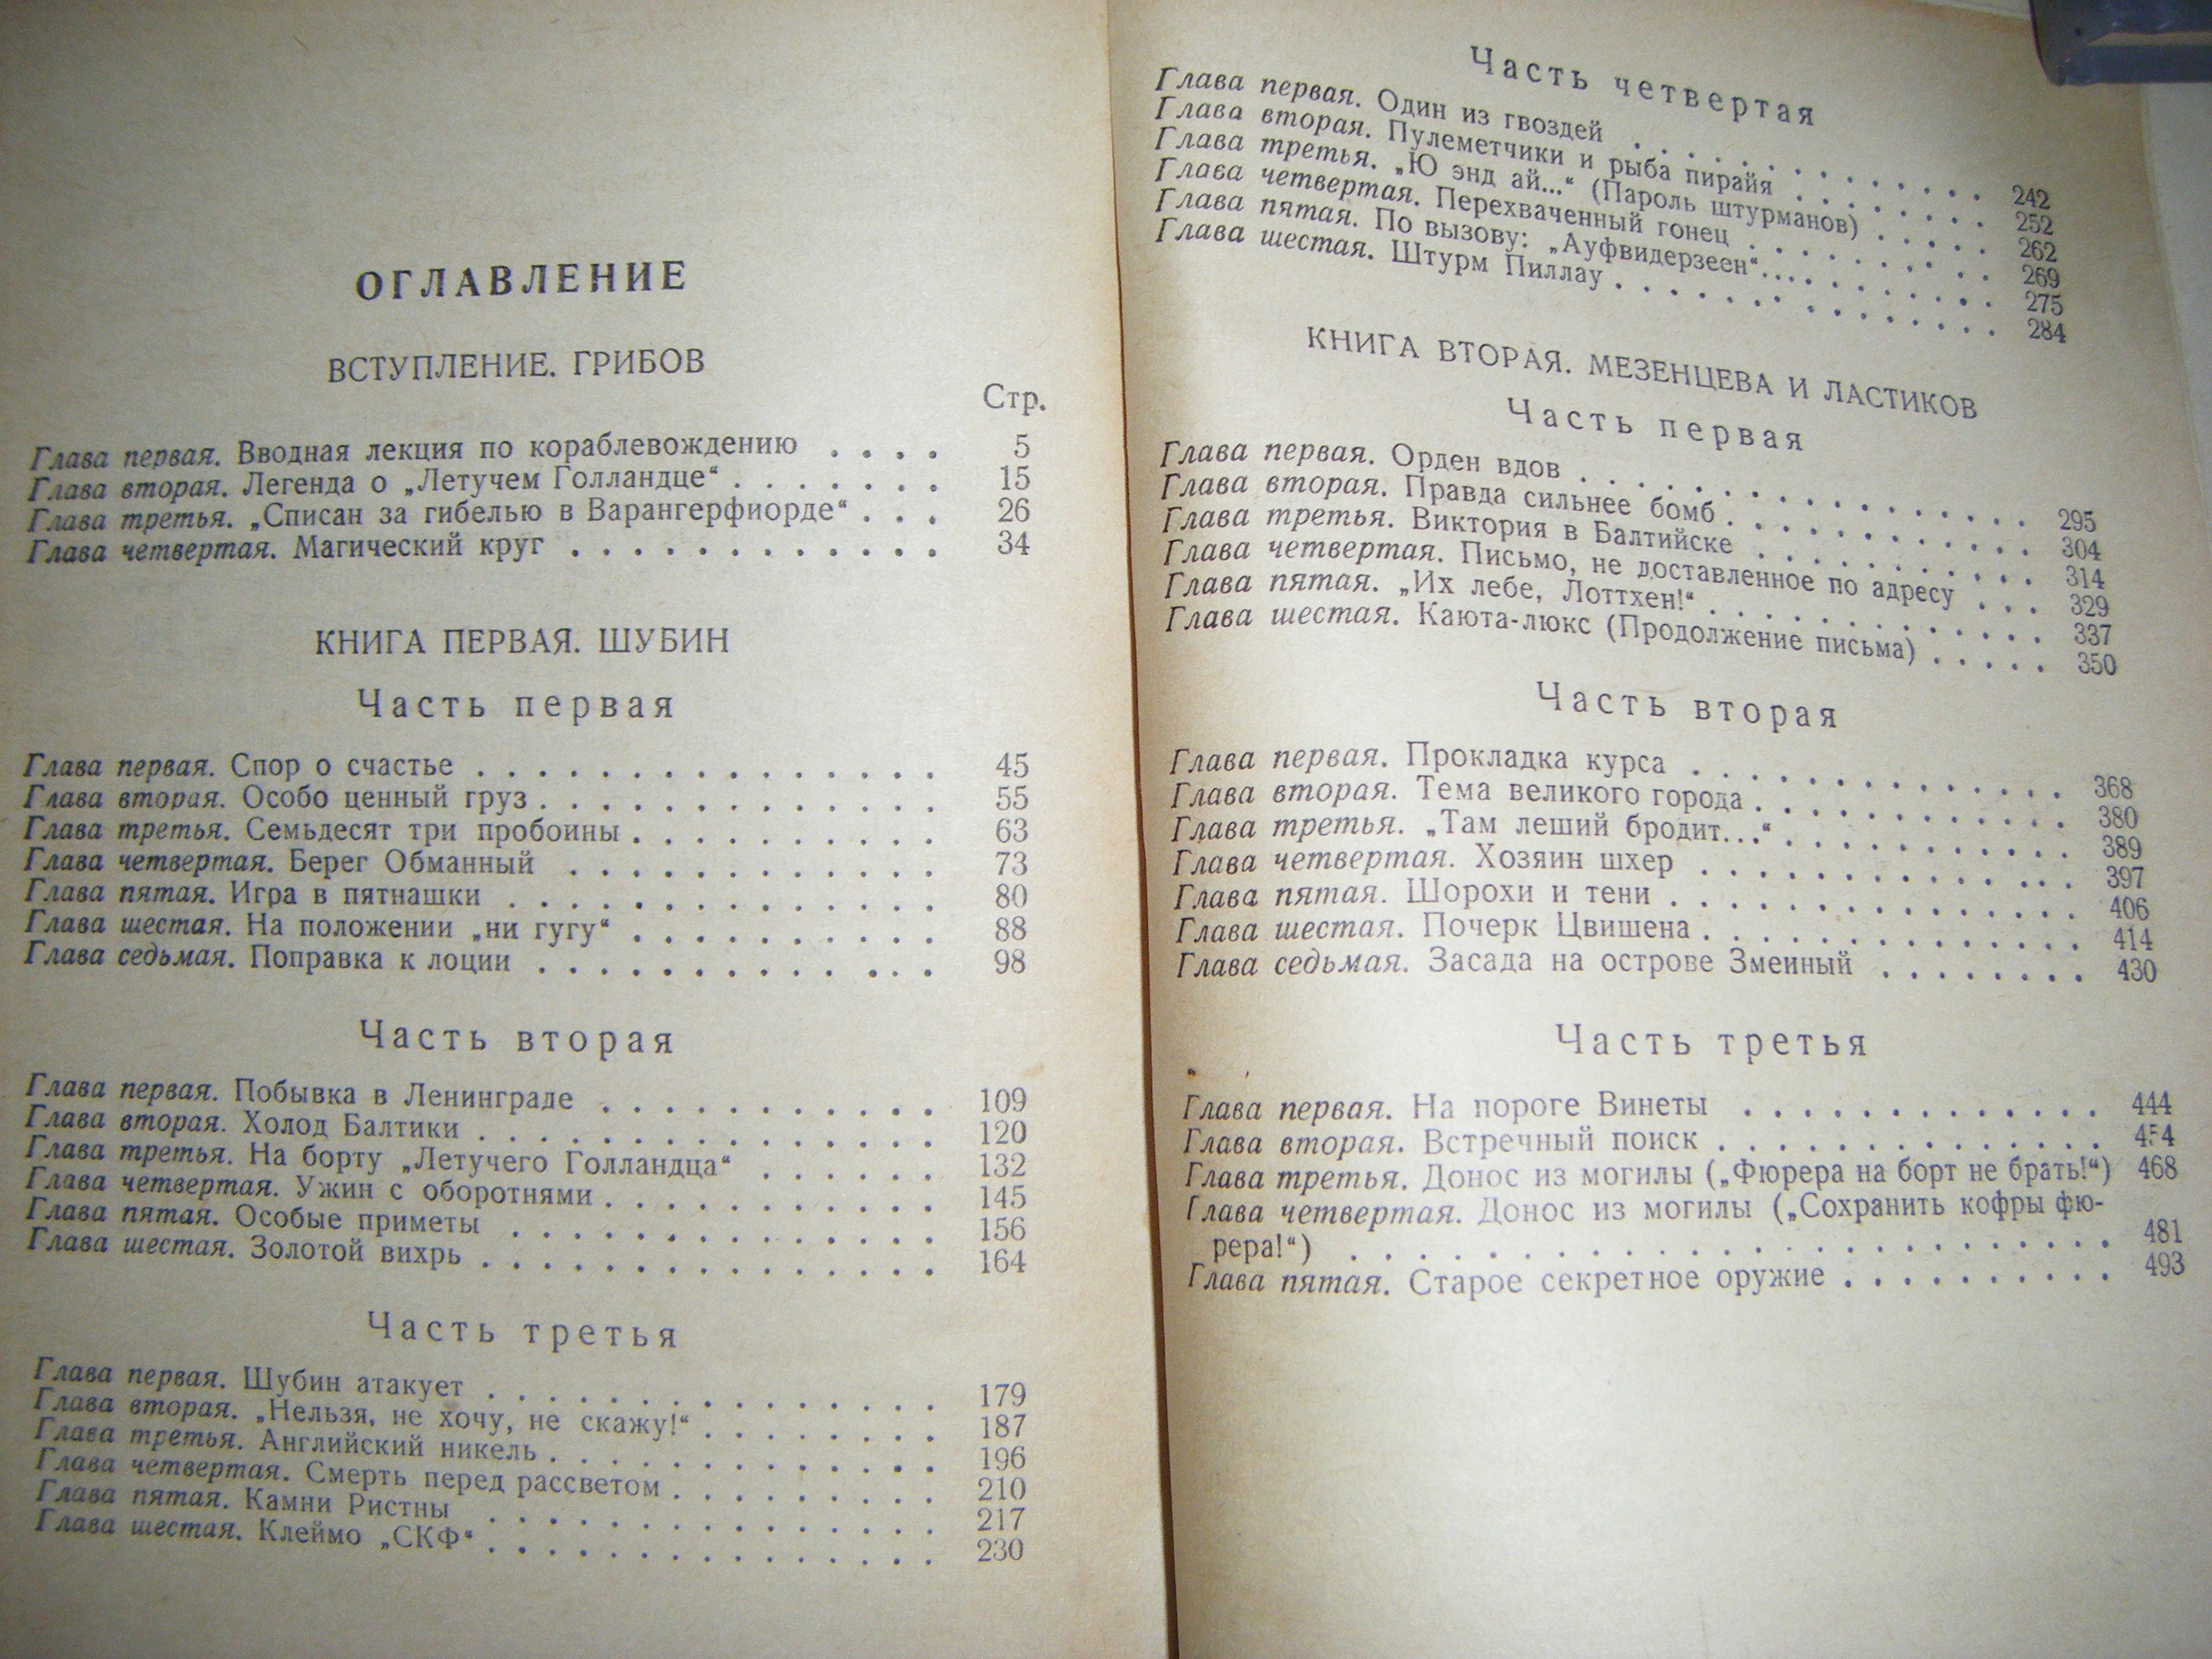 ОГЛАВЛЕНИЕ
ВСТУПЛЕНИЕ. ГРИБОВ
Стр.
Глава первая. Вводная лекция по кораблевождению . . . . 5
Глава вторая. Легенда о „Летучем Голландце“ . . . . . . . 15
Глава третья. „Списан за гибелью в Варангерфиорде“ . . . 26
Глава четвертая. Магический круг . . . . . . . . . . . . 34
КНИГА ПЕРВАЯ. ШУБИН
Часть первая
Глава первая. Спор о счастье . . . . . . . . . . . . . . . 45
Глава вторая. Особо ценный груз . . . . . . . . . . . . . 55
Глава третья. Семьдесят три пробоины . . . . . . . . . . 63
Глава четвертая. Берег Обманный . . . . . . . . . . . . 73
Глава пятая. Игра в пятнашки . . . . . . . . . . . . . . 80
Глава шестая. На положении „ни гугу“ . . . . . . . . . . 88
Глава седьмая. Поправка к лоции . . . . . . . . . . . . . 98
Часть вторая
Глава первая. Побывка в Ленинграде . . . . . . . . . . . 109
Глава вторая. Холод Балтики . . . . . . . . . . . . . . . 120
Глава третья. На борту „Летучего Голландца“ . . . . . . 132
Глава четвертая. Ужин с оборотнями . . . . . . . . . . . 145
Глава пятая. Особые приметы . . . . . . . . . . . . . . 156
Глава шестая. Золотой вихрь . . . . . . . . . . . . . . . 164
Часть третья
Глава первая. Шубин атакует . . . . . . . . . . . . . . . 179
Глава вторая. „Нельзя, не хочу, не скажу!“ . . . . . . . . 187
Глава третья. Английский никель . . . . . . . . . . . . . 196
Глава четвертая. Смерть перед рассветом . . . . . . . . . 210
Глава пятая. Камни Ристны . . . . . . . . . . . . . . . 217
Глава шестая. Клеймо „СКФ“ . . . . . . . . . . . . . . . 230
Часть четвертая
Глава первая. Один из гвоздей . . . . . . . . . . . . . 242
Глава вторая. Пулеметчики и рыба пирайя . . . . . . . 252
Глава третья. „Ю энд ай...“ (Пароль штурманов) . . . . . 262
Глава четвертая. Перехваченный гонец . . . . . . . . . 269
Глава пятая. По вызову: „Ауфвидерзеен“. . . . . . . . . . 275
Глава шестая. Штурм Пиллау . . . . . . . . . . . . . . 284
КНИГА ВТОРАЯ. МЕЗЕНЦЕВА И ЛАСТИКОВ
Часть первая
Глава первая. Орден вдов . . . . . . . . . . . . . . . . 295
Глава вторая. Правда сильнее бомб . . . . . . . . . . . 304
Глава третья. Виктория в Балтийске . . . . . . . . . . 314
Глава четвертая. Письмо, не доставленное по адресу . . . 329
Глава пятая. „Их лебе, Лоттхен!“ . . . . . . . . . . . . 337
Глава шестая. Каюта-люкс (Продолжение письма) . . . . . 350
Часть вторая
Глава первая. Прокладка курса . . . . . . . . . . . . . 368
Глава вторая. Тема великого города . . . . . . . . . . . 380
Глава третья. „Там леший бродит...“ . . . . . . . . . . 389
Глава четвертая. Хозяин шхер . . . . . . . . . . . . . 397
Глава пятая. Шорохи и тени . . . . . . . . . . . . . . 406
Глава шестая. Почерк Цвишена . . . . . . . . . . . . . 414
Глава седьмая. Засада на острове Змеиный . . . . . . . . 430
Часть третья
Глава первая. На пороге Винеты . . . . . . . . . . . . . 444
Глава вторая. Встречный поиск . . . . . . . . . . . . . . 454
Глава третья. Донос из могилы („Фюрера на борт не брать!“) 468
Глава четвертая. Донос из могилы („Сохранить кофры фю-
рера!“) . . . . . . . . . . . . . . . . . . . . . . . 481
Глава пятая. Старое секретное оружие . . . . . . . . . . 493